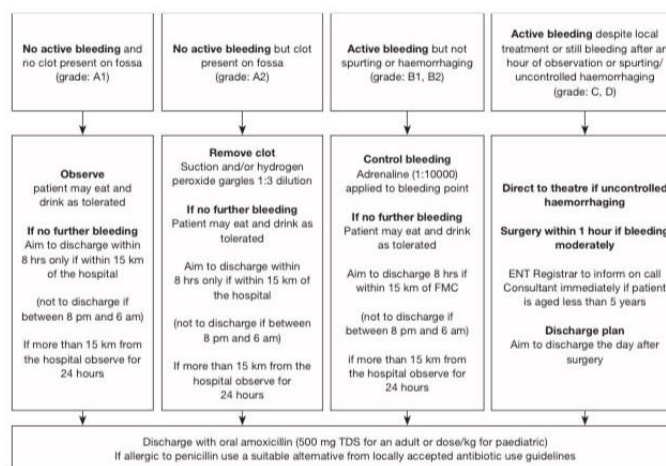 No active bleeding and
no clot present on fossa
(grade: A1)
No active bleeding but clot
present on fossa
(grade: A2)
Active bleeding but not
spurting or haemorrhaging
(grade: B1, B2)
Active bleeding despite local
treatment or still bleeding after an
hour of observation or spurting/
uncontrolled haemorrhaging
(grade: C, D)
Observe
patient may eat and
drink as tolerated
If no further bleeding
Aim to discharge within
8 hrs only if within 15 km
of the hospital
(not to discharge if
between 8 pm and 6 am)
If more than 15 km from
the hospital observe for
24 hours
Remove clot
Suction and/or hydrogen
peroxide gargles 1:3 dilution
If no further bleeding
Patient may eat and drink as
tolerated
Aim to discharge within
8 hrs only if within 15 km of
the hospital
(not to discharge if between
8 pm and 6 am)
If more than 15 km from the
hospital observe for
24 hours
Control bleeding
Adrenaline (1:10000)
applied to bleeding point
If no further bleeding
Patient may eat and drink
as tolerated
Aim to discharge 8 hrs if
within 15 km of FMC
(not to discharge if
between 8 pm and 6 am)
if more than 15 km from
the hospital observe for
24 hours
Direct to theatre if uncontrolled
haemorrhaging
Surgery within 1 hour if bleeding
moderately
ENT Registrar to inform on call
Consultant immediately if patient
is aged less than 5 years
Discharge plan
Aim to discharge the day after
surgery
Discharge with oral amoxicillin (500 mg TDS for an adult or dose/kg for paediatric)
If allergic to penicillin use a suitable alternative from locally accepted antibiotic use guidelines